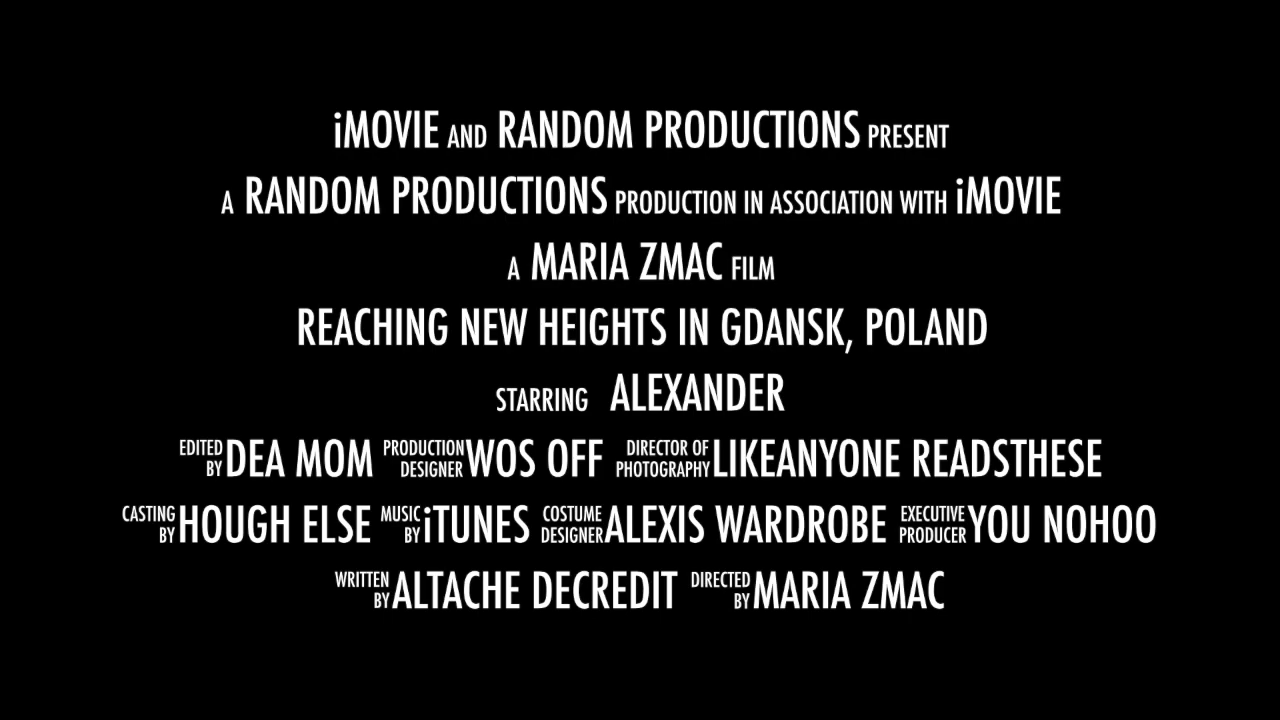 iMOVIE AND RANDOM PRODUCTIONS PRESENT
A RANDOM PRODUCTIONS PRODUCTION IN ASSOCIATION WITH iMOVIE
A MARIA ZMAC FILM
REACHING NEW HEIGHTS IN GDANSK, POLAND
STARRING ALEXANDER
EDITED BY DEA MOM PRODUCTION DESIGNER WOS OFF DIRECTOR OF PHOTOGRAPHY LIKEANYONE READSTHESE
CASTING BY HOUGH ELSE MUSIC BY iTUNES COSTUME DESIGNER ALEXIS WARDROBE EXECUTIVE PRODUCER YOU NOHOO
WRITTEN BY ALTACHE DECREDIT DIRECTED BY MARIA ZMAC